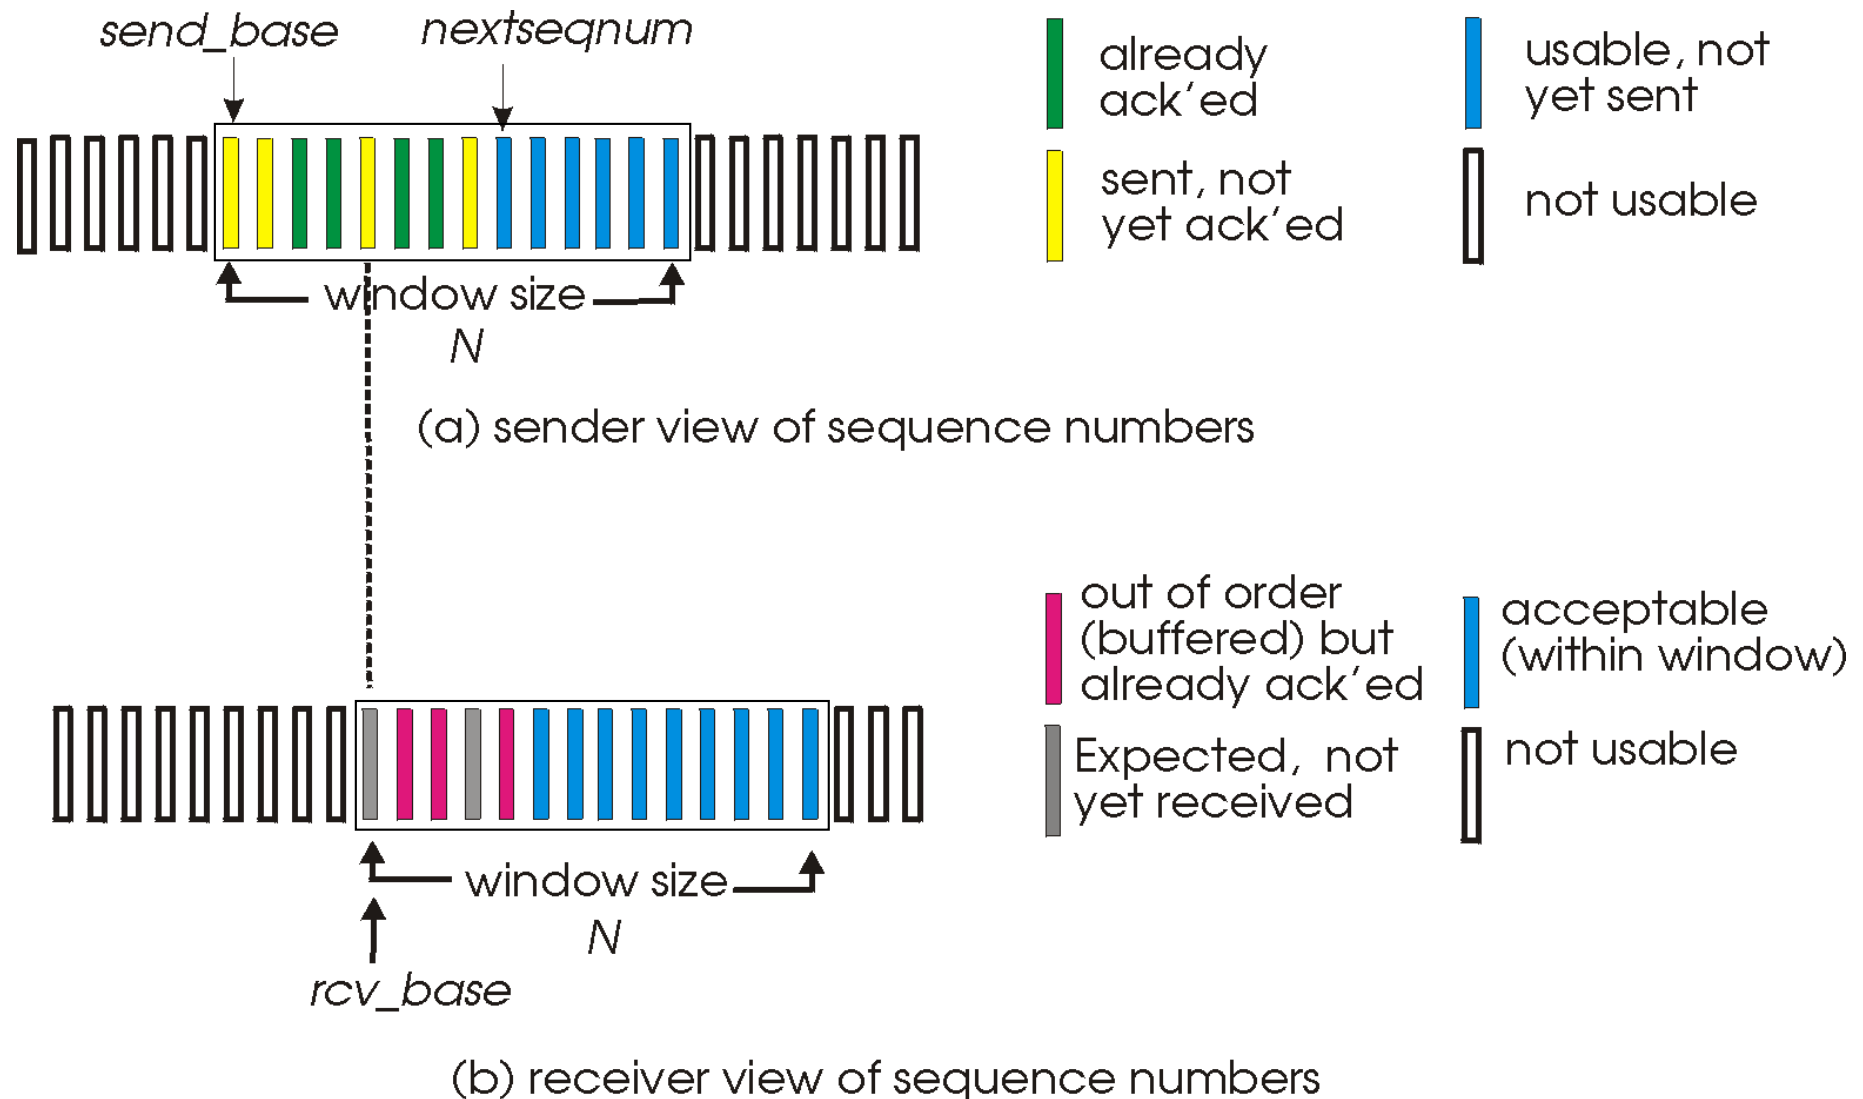 send_base
nextseqnum
already
ack’ed
usable, not
yet sent
sent, not
yet ack’ed
not usable
window size
N
(a) sender view of sequence numbers
out of order
(buffered) but
already ack’ed
acceptable
(within window)
Expected, not
yet received
not usable
window size
N
rcv_base
(b) receiver view of sequence numbers